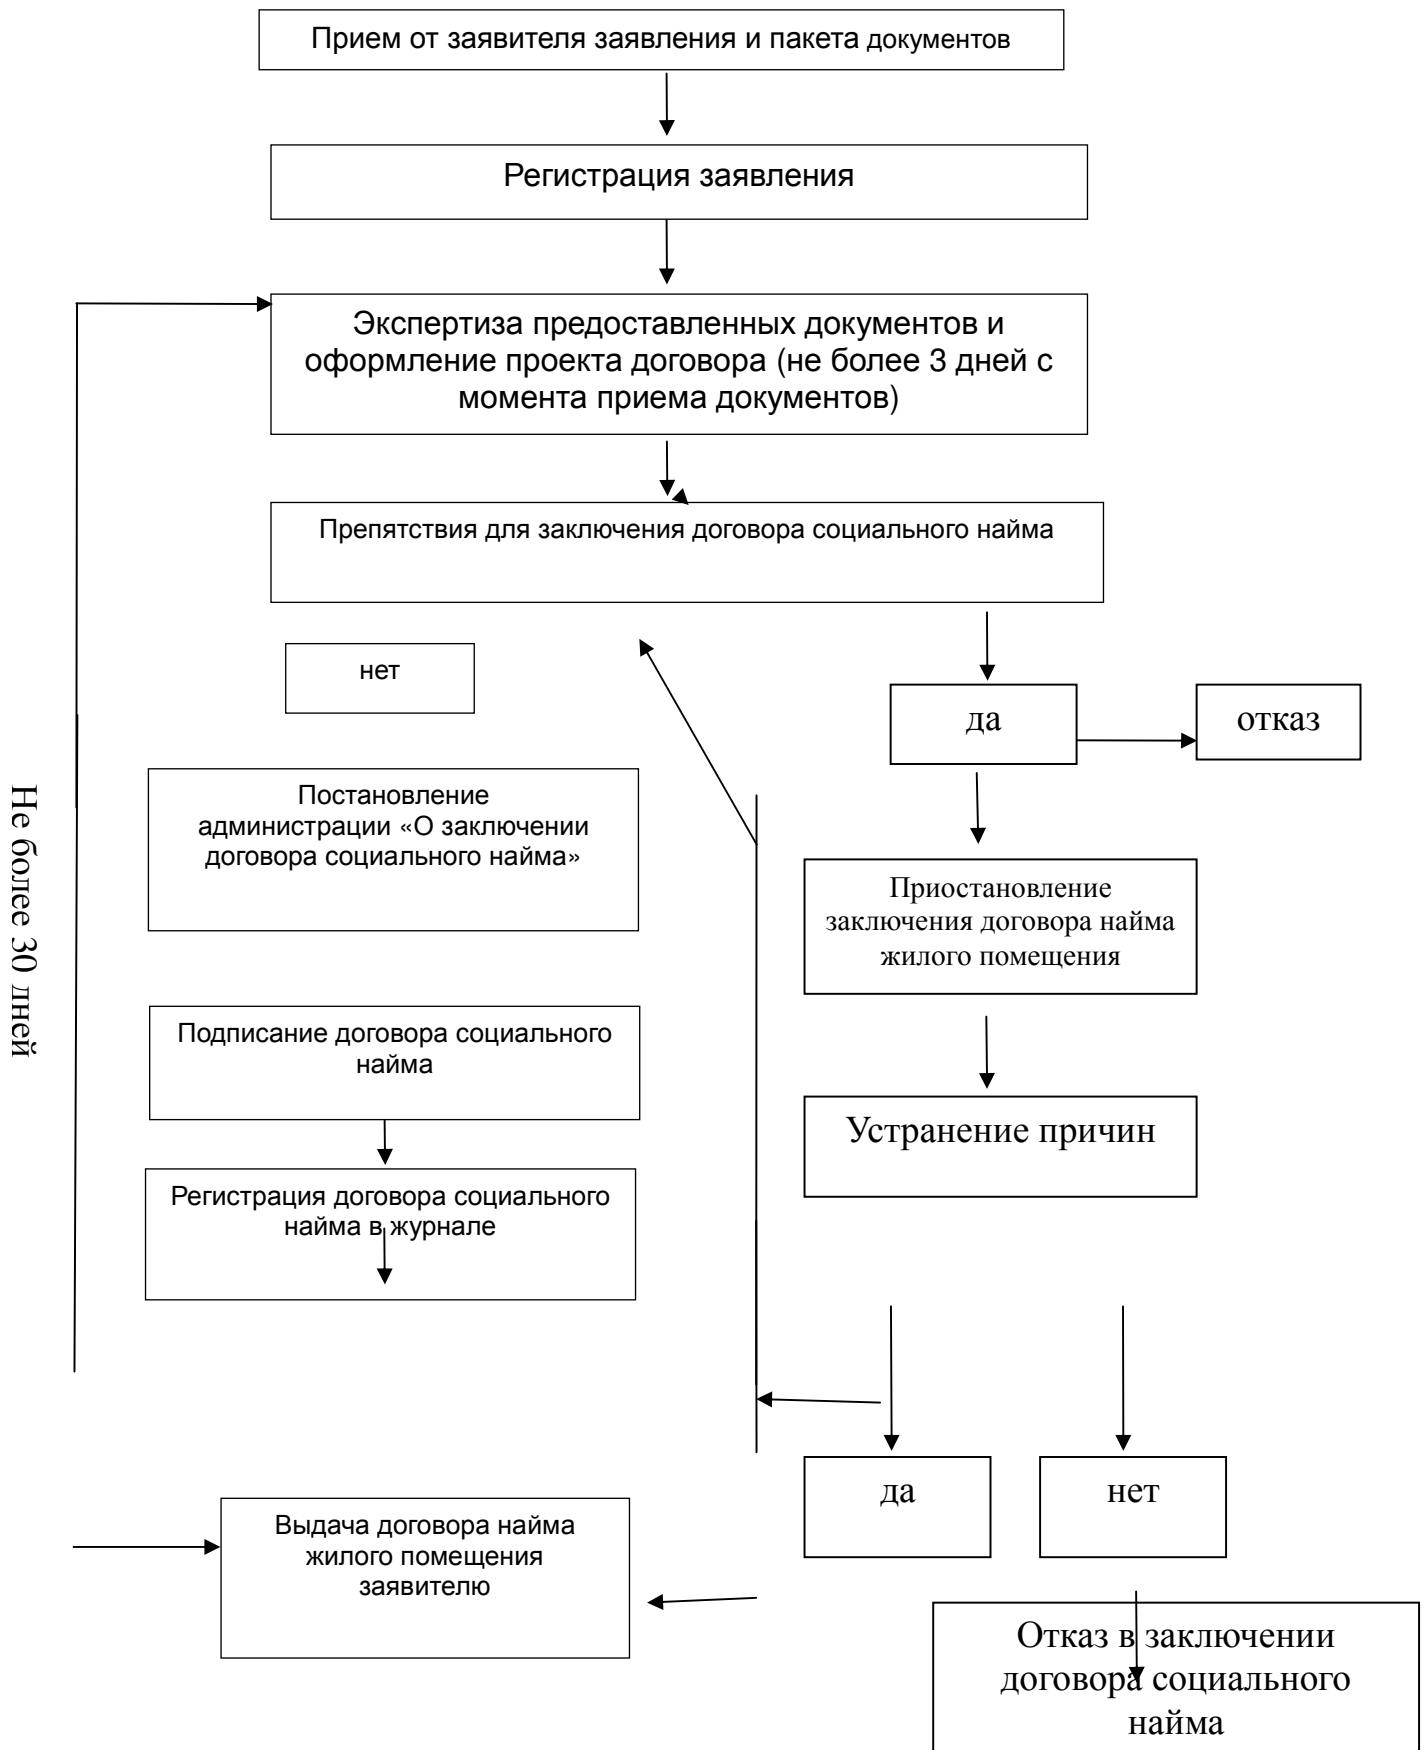 Прием от заявителя заявления и пакета документов
Регистрация заявления
Экспертиза предоставленных документов и
оформление проекта договора (не более 3 дней с
момента приема документов)
Препятствия для заключения договора социального найма
нет
да
отказ
Постановление
администрации «О заключении
договора социального найма»
Приостановление
заключения договора найма
жилого помещения
Не более 30 дней
Подписание договора социального
найма
Устранение причин
Регистрация договора социального
найма в журнале
да
нет
Выдача договора найма
жилого помещения
заявителю
Отказ в заключении
договора социального
найма